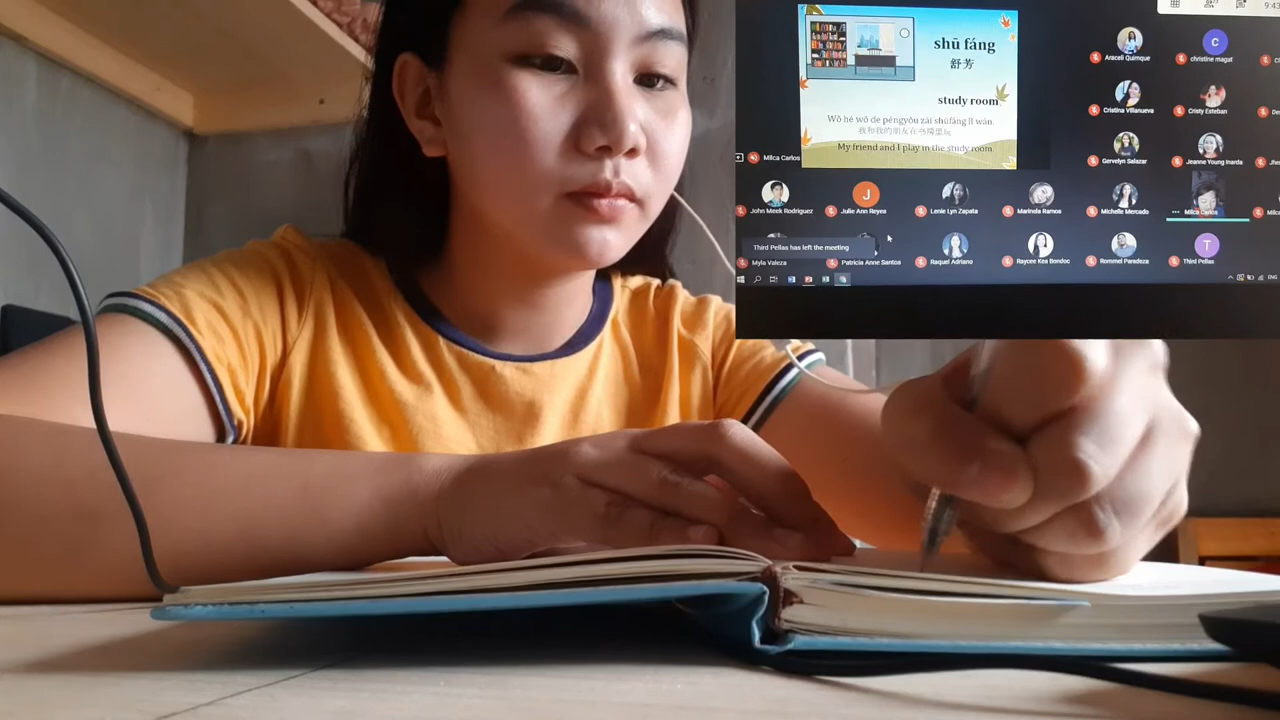 9:43
shū fáng
舒芳
study room
Wǒ hé wǒ de péngyǒu zài shūfáng lǐ wán.
我和我的朋友在书房里玩
My friend and I play in the study room
Araceli Quimque
C
christine magat
Cristina Villanueva
Cristy Esteban
Milca Carlos
Gervelyn Salazar
Jeanne Young Inarda
John Meek Rodriguez
J
Julie Ann Reyes
Lenie Lyn Zapata
Marinela Ramos
Michelle Mercado
Milca Carlos
Third Pellas has left the meeting
Myla Valeza
Patricia Anne Santos
Raquel Adriano
Raycee Kea Bondoc
Rommel Paradeza
T
Third Pellas
ENG